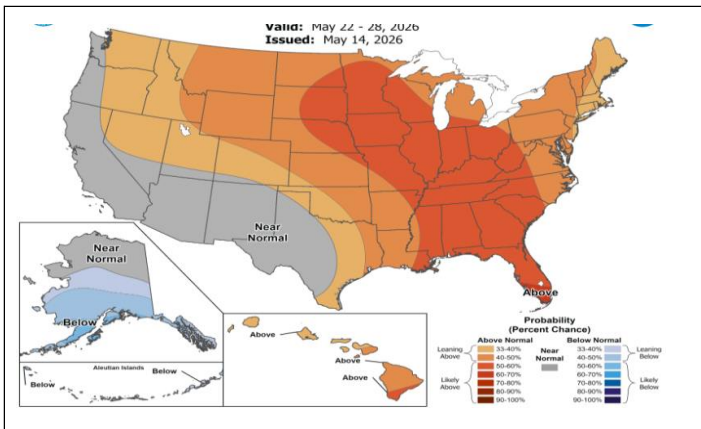 Valid: May 22 - 28, 2026
Issued: May 14, 2026
Near
Normal
Near
Normal
Below
Above
Aleutian Islands
Below
Below
Above
Above
Above
Probability
(Percent Chance)
Above Normal
Below Normal
Leaning
Above
Likely
Above
33-40%
40-50%
50-60%
60-70%
70-80%
80-90%
90-100%
Near
Normal
33-40%
40-50%
50-60%
60-70%
70-80%
80-90%
90-100%
Leaning
Below
Likely
Below